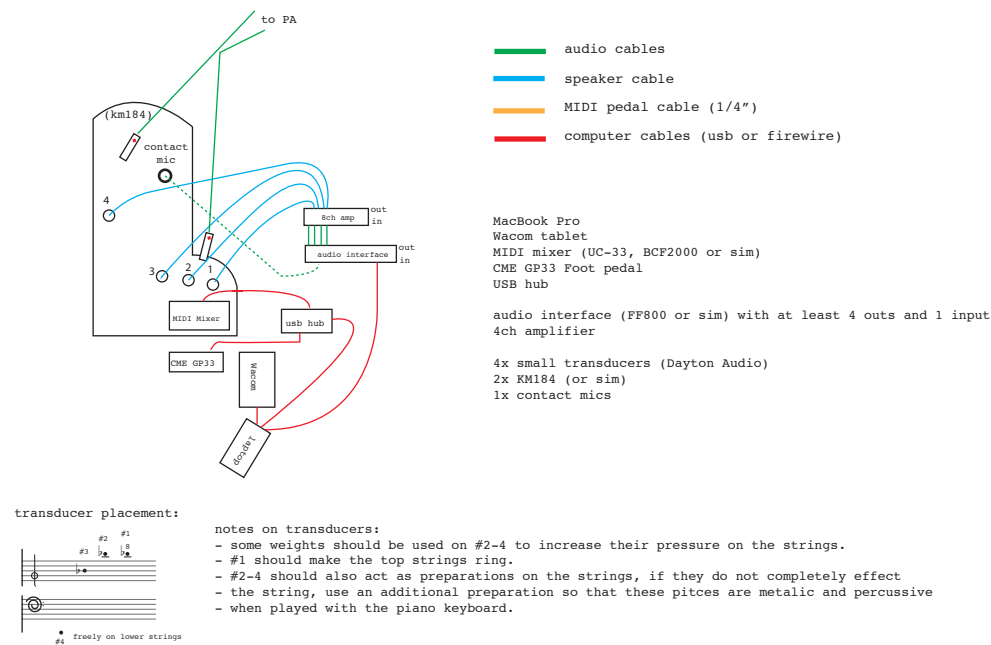 to PA
audio cables
speaker cable
MIDI pedal cable (1/4”)
computer cables (usb or firewire)
(km184)
contact
mic
4
3
2
1
8ch amp
out
in
audio interface
out
in
MIDI Mixer
usb hub
CME GP33
Wacom
laptop
MacBook Pro
Wacom tablet
MIDI mixer (UC-33, BCF2000 or sim)
CME GP33 Foot pedal
USB hub
audio interface (FF800 or sim) with at least 4 outs and 1 input
4ch amplifier
4x small transducers (Dayton Audio)
2x KM184 (or sim)
1x contact mics
transducer placement:
#1
#2
#3
8
#4
freely on lower strings
notes on transducers:
- some weights should be used on #2-4 to increase their pressure on the strings.
- #1 should make the top strings ring.
- #2-4 should also act as preparations on the strings, if they do not completely effect
- the string, use an additional preparation so that these pitces are metalic and percussive
- when played with the piano keyboard.